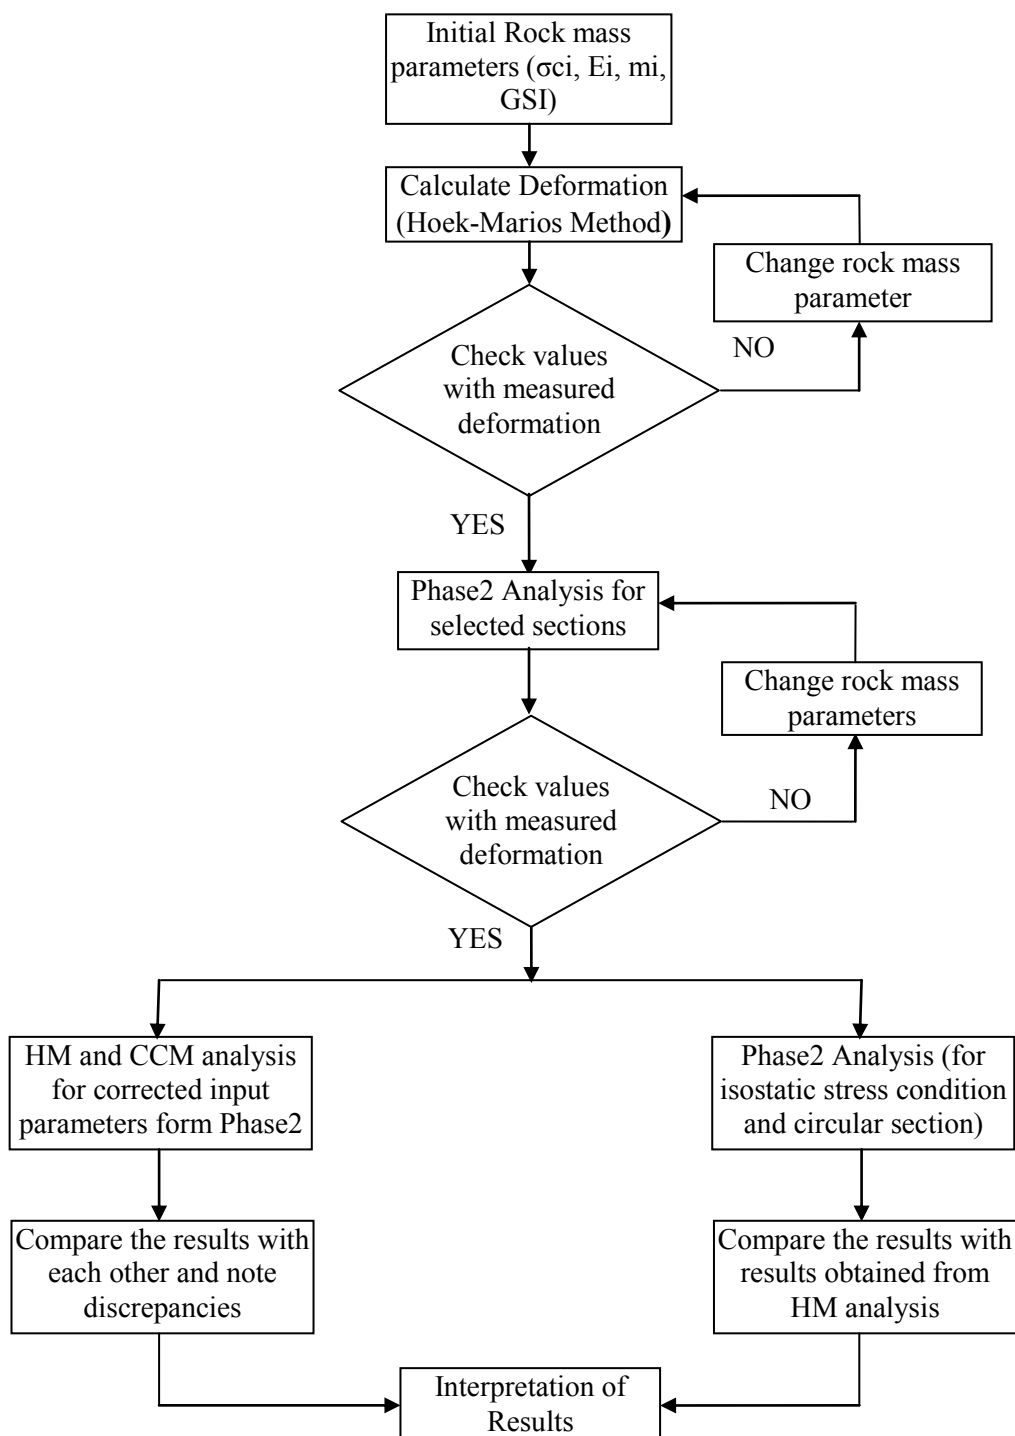 Initial Rock mass
parameters (σci, Ei, mi,
GSI)
Calculate Deformation
(Hoek-Marios Method)
Change rock mass
parameter
NO
Check values
with measured
deformation
YES
Phase2 Analysis for
selected sections
Change rock mass
parameters
NO
Check values
with measured
deformation
YES
HM and CCM analysis
for corrected input
parameters form Phase2
Phase2 Analysis (for
isostatic stress condition
and circular section)
Compare the results with
each other and note
discrepancies
Compare the results with
results obtained from
HM analysis
Interpretation of
Results